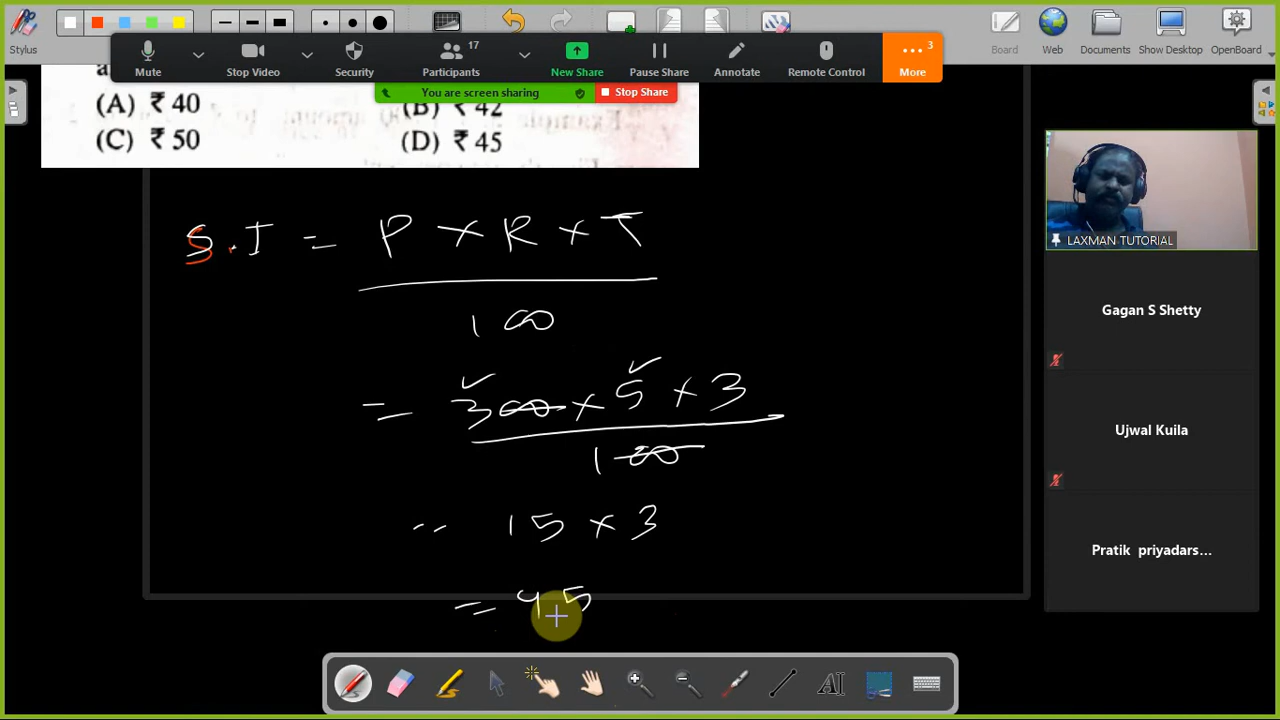 Stylus
Board
Web
Documents
Show Desktop
OpenBoard
17
3
Mute
Stop Video
Security
Participants
New Share
Pause Share
Annotate
Remote Control
More
You are screen sharing
Stop Share
(A) ₹ 40
(B) ₹ 42
(C) ₹ 50
(D) ₹ 45
S.I = P × R × T
100
= 300 × 5 × 3
100
15 × 3
= 45
LAXMAN TUTORIAL
Gagan S Shetty
Ujwal Kuila
Pratik priyadars...